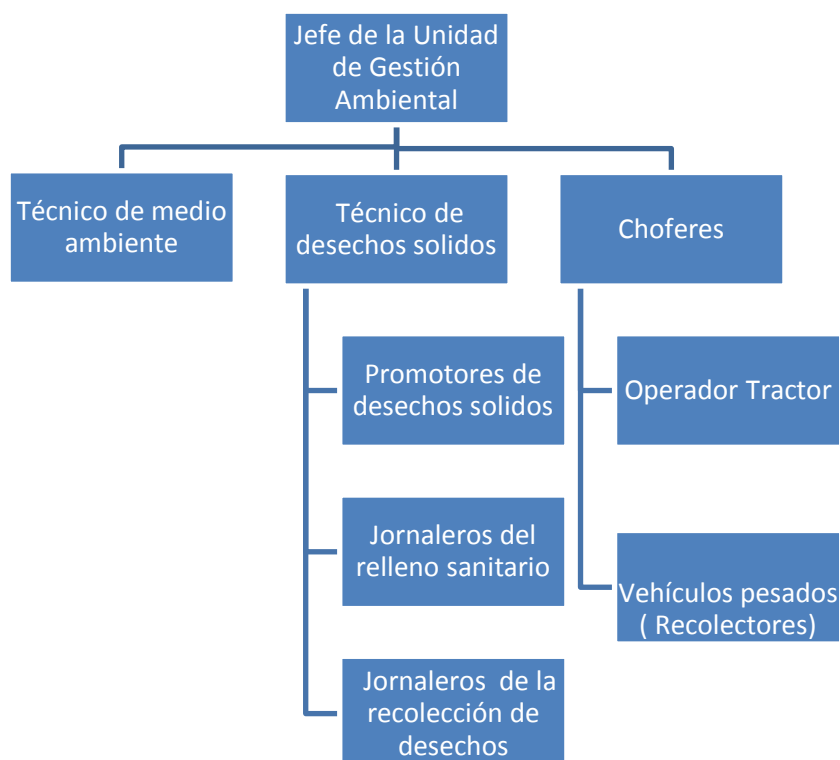 Jefe de la Unidad
de Gestión
Ambiental
Técnico de medio
ambiente
Técnico de
desechos solidos
Choferes
Promotores de
desechos solidos
Operador Tractor
Jornaleros del
relleno sanitario
Vehículos pesados
( Recolectores)
Jornaleros de la
recolección de
desechos